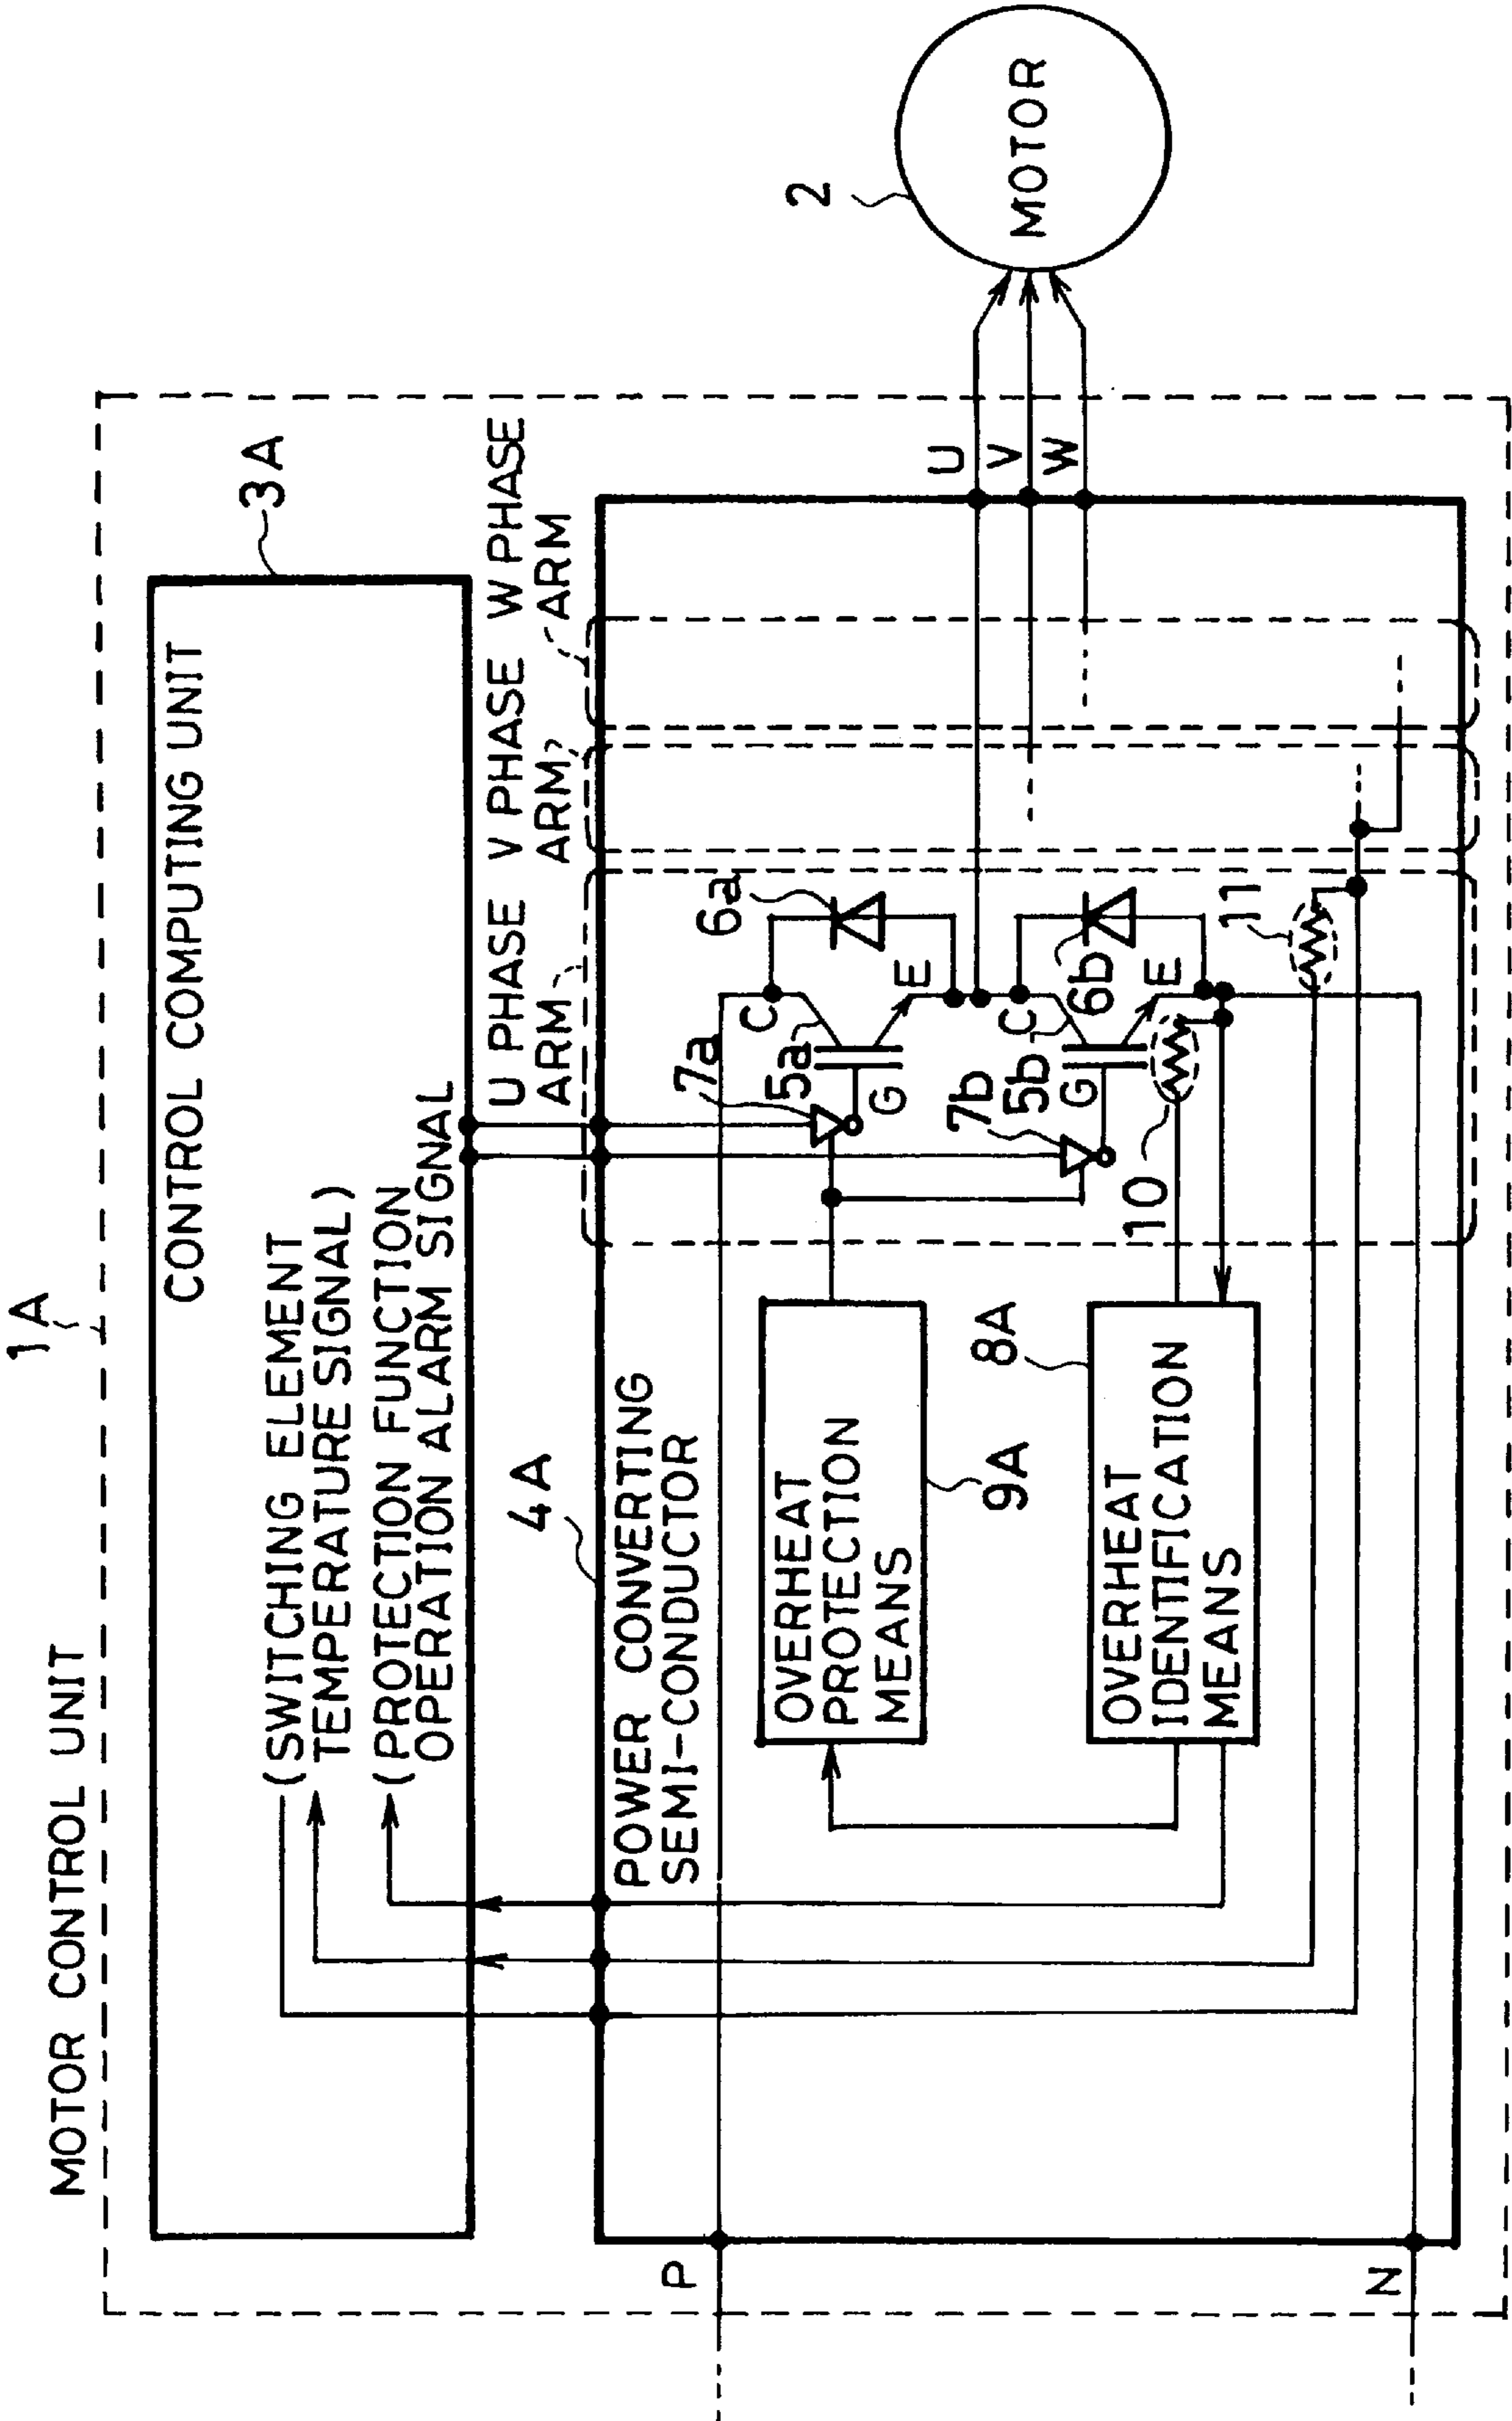 1A
MOTOR CONTROL UNIT
3A
CONTROL COMPUTING UNIT
(SWITCHING ELEMENT
TEMPERATURE SIGNAL)
(PROTECTION FUNCTION
OPERATION ALARM SIGNAL
U PHASE
ARM
V PHASE
ARM
W PHASE
ARM
4A
POWER CONVERTING
SEMI-CONDUCTOR
P
N
OVERHEAT
PROTECTION
MEANS
9A
OVERHEAT
IDENTIFICATION
MEANS
8A
7a
5a
6a
C
G
E
7b
5b
6b
C
G
E
10
11
U
V
W
2
MOTOR